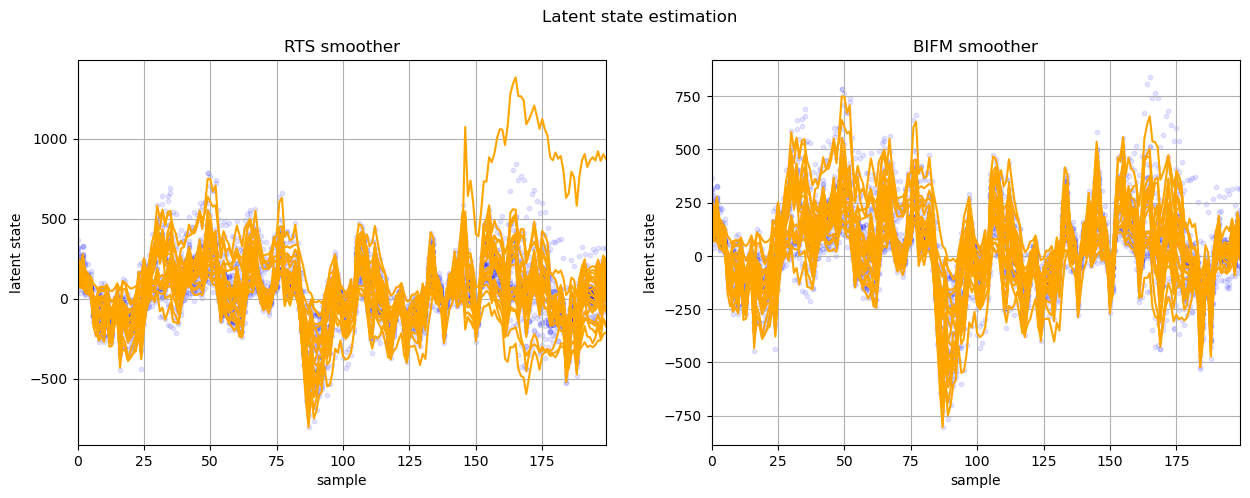 Latent state estimation
RTS smoother
latent state
1000
500
0
−500
0 25 50 75 100 125 150 175
sample
BIFM smoother
latent state
750
500
250
0
−250
−500
−750
0 25 50 75 100 125 150 175
sample